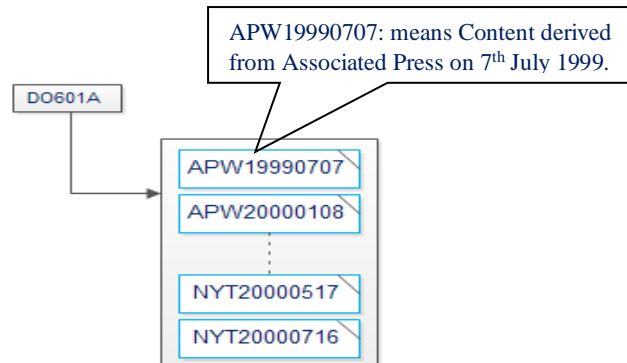 APW19990707: means Content derived
from Associated Press on 7th July 1999.
DO601A
APW19990707
APW20000108
NYT20000517
NYT20000716